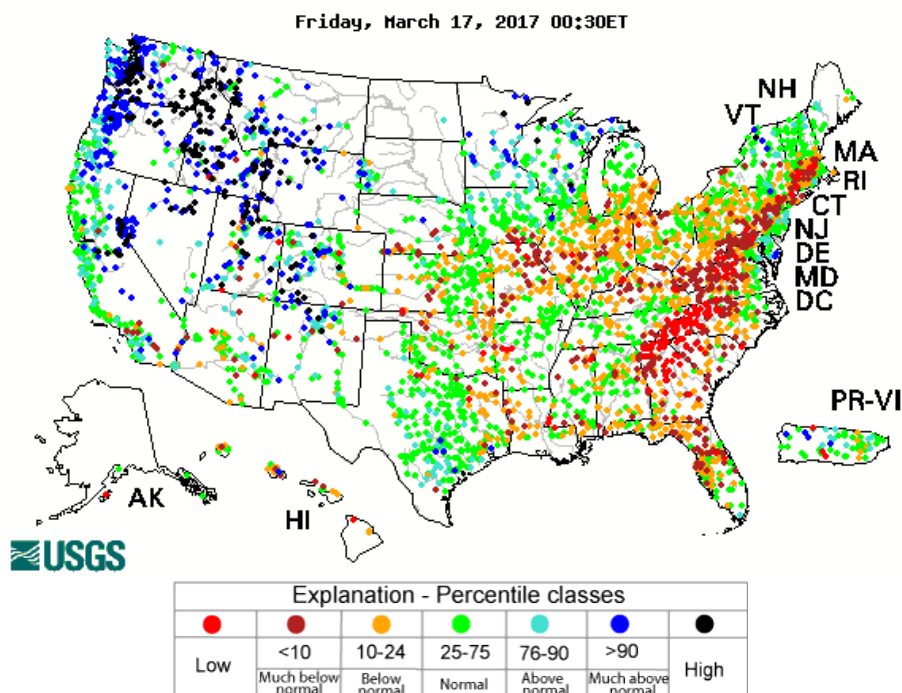 Friday, March 17, 2017 00:30ET
NH
VT
MA
RI
CT
NJ
DE
MD
DC
PR-VI
AK
HI
USGS
Explanation - Percentile classes
Low <10 10-24 25-75 76-90 >90 High
Much below normal Below normal Normal Above normal Much above normal